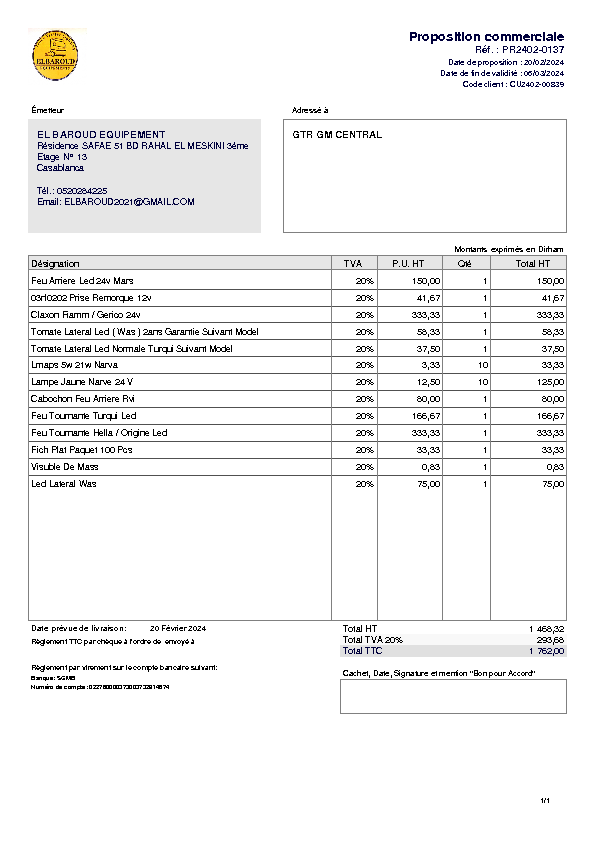 ELBAROUD
EQUIPEMENT
Proposition commerciale
Réf. : PR2402-0137
Date de proposition : 20/02/2024
Date de fin de validité : 06/03/2024
Code client : CU2402-00839
Émetteur
Adressé à
EL BAROUD EQUIPEMENT
Résidence SAFAE 51 BD RAHAL EL MESKINI 3éme
Etage N° 13
Casablanca
Tél.: 0520284225
Email: ELBAROUD2021@GMAIL.COM
GTR GM CENTRAL
Montants exprimés en Dirham
Désignation TVA P.U. HT Qté Total HT
Feu Arriere Led 24v Mars 20% 150,00 1 150,00
03rl0202 Prise Remorque 12v 20% 41,67 1 41,67
Claxon Fiamm / Gerico 24v 20% 333,33 1 333,33
Tomate Lateral Led ( Was ) 2ans Garantie Suivant Model 20% 58,33 1 58,33
Tomate Lateral Led Normale Turqui Suivant Model 20% 37,50 1 37,50
Lmaps 5w 21w Narva 20% 3,33 10 33,33
Lampe Jaune Narve 24 V 20% 12,50 10 125,00
Cabochon Feu Arriere Rvi 20% 80,00 1 80,00
Feu Tournante Turqui Led 20% 166,67 1 166,67
Feu Tournante Hella / Origine Led 20% 333,33 1 333,33
Fich Plat Paquet 100 Pcs 20% 33,33 1 33,33
Visuble De Mass 20% 0,83 1 0,83
Led Lateral Was 20% 75,00 1 75,00
Date prévue de livraison: 20 Février 2024
Règlement TTC par chèque à l'ordre de envoyé à
Total HT 1 468,32
Total TVA 20% 293,68
Total TTC 1 762,00
Règlement par virement sur le compte bancaire suivant:
Banque: SGMB
Numéro de compte:
Cachet, Date, Signature et mention "Bon pour Accord"
1/1